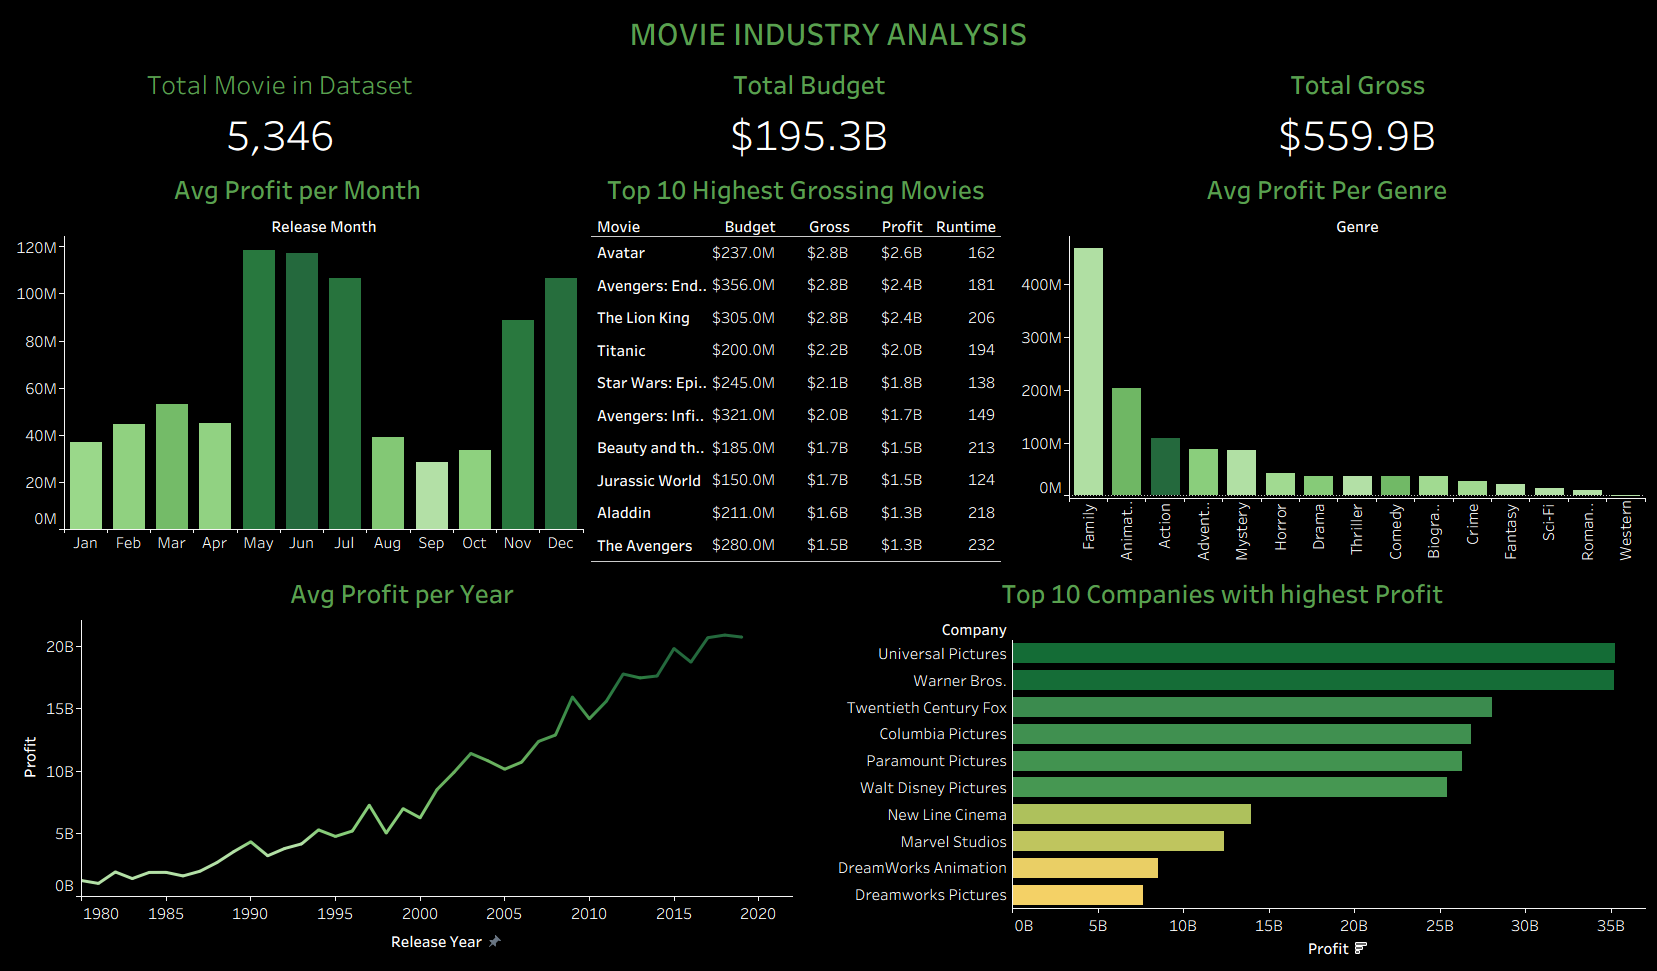 MOVIE INDUSTRY ANALYSIS
Total Movie in Dataset
5,346
Total Budget
$195.3B
Total Gross
$559.9B
Avg Profit per Month
Release Month
120M
100M
80M
60M
40M
20M
0M
Jan Feb Mar Apr May Jun Jul Aug Sep Oct Nov Dec
Top 10 Highest Grossing Movies
Movie Budget Gross Profit Runtime
Avatar $237.0M $2.8B $2.6B 162
Avengers: End.. $356.0M $2.8B $2.4B 181
The Lion King $305.0M $2.8B $2.4B 206
Titanic $200.0M $2.2B $2.0B 194
Star Wars: Epi.. $245.0M $2.1B $1.8B 138
Avengers: Infi.. $321.0M $2.0B $1.7B 149
Beauty and th.. $185.0M $1.7B $1.5B 213
Jurassic World $150.0M $1.7B $1.5B 124
Aladdin $211.0M $1.6B $1.3B 218
The Avengers $280.0M $1.5B $1.3B 232
Avg Profit Per Genre
Genre
400M
300M
200M
100M
0M
Family
Animat..
Action
Advent..
Mystery
Horror
Drama
Thriller
Comedy
Biogra..
Crime
Fantasy
Sci-Fi
Roman..
Western
Avg Profit per Year
Profit
20B
15B
10B
5B
0B
1980 1985 1990 1995 2000 2005 2010 2015 2020
Release Year
Top 10 Companies with highest Profit
Company
Universal Pictures
Warner Bros.
Twentieth Century Fox
Columbia Pictures
Paramount Pictures
Walt Disney Pictures
New Line Cinema
Marvel Studios
DreamWorks Animation
Dreamworks Pictures
0B 5B 10B 15B 20B 25B 30B 35B
Profit